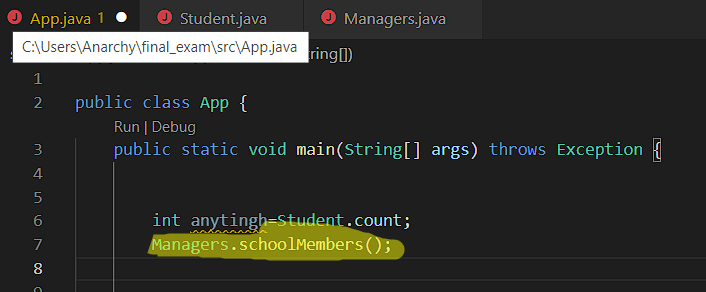 App.java 1
Student.java
Managers.java
C:\Users\Anarchy\final_exam\src\App.java
tring[])
1
2 public class App {
Run | Debug
3 public static void main(String[] args) throws Exception {
4
5
6 int anytingh=Student.count;
7 Managers.schoolMembers();
8